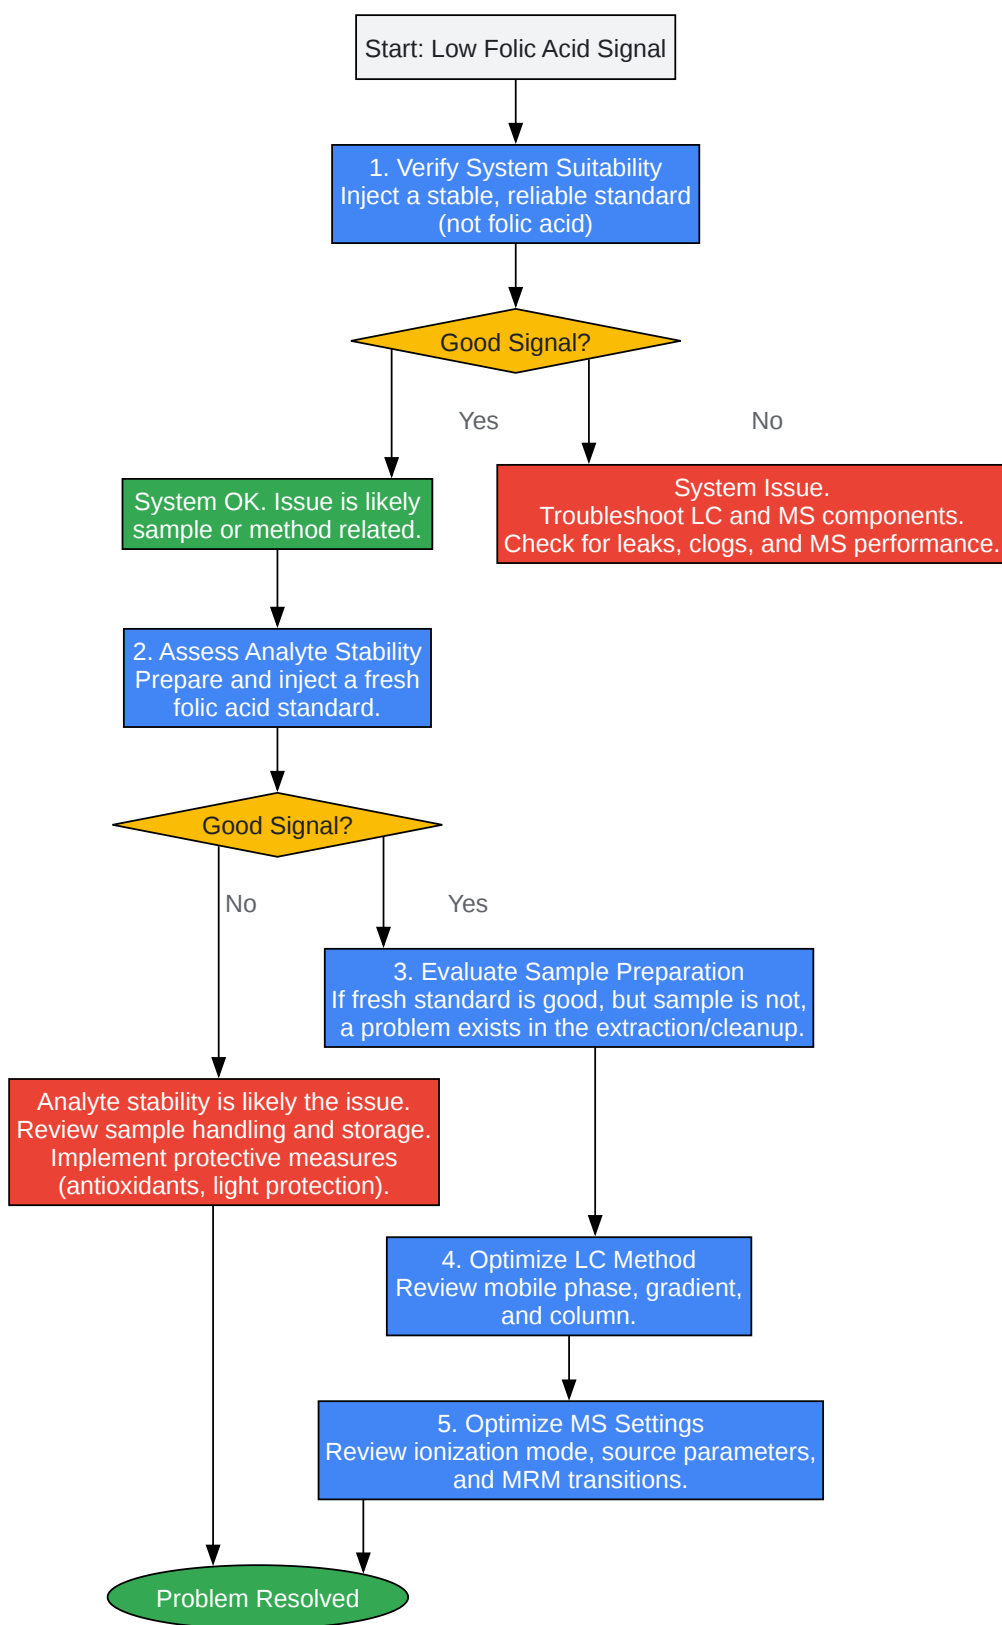 Start: Low Folic Acid Signal
1. Verify System Suitability
Inject a stable, reliable standard
(not folic acid)
Good Signal?
Yes
No
System OK. Issue is likely
sample or method related.
System Issue.
Troubleshoot LC and MS components.
Check for leaks, clogs, and MS performance.
2. Assess Analyte Stability
Prepare and inject a fresh
folic acid standard.
Good Signal?
No
Yes
3. Evaluate Sample Preparation
If fresh standard is good, but sample is not,
a problem exists in the extraction/cleanup.
Analyte stability is likely the issue.
Review sample handling and storage.
Implement protective measures
(antioxidants, light protection).
4. Optimize LC Method
Review mobile phase, gradient,
and column.
5. Optimize MS Settings
Review ionization mode, source parameters,
and MRM transitions.
Problem Resolved